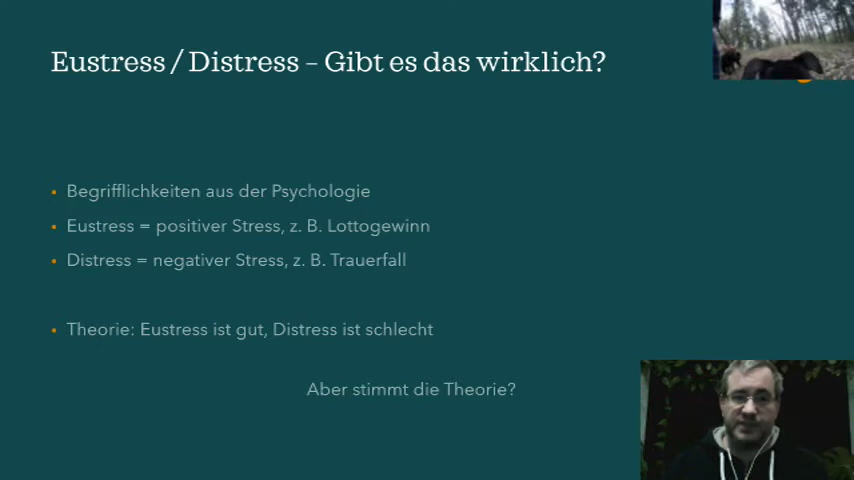 Eustress / Distress – Gibt es das wirklich?
• Begrifflichkeiten aus der Psychologie
• Eustress = positiver Stress, z. B. Lottogewinn
• Distress = negativer Stress, z. B. Trauerfall
• Theorie: Eustress ist gut, Distress ist schlecht
Aber stimmt die Theorie?